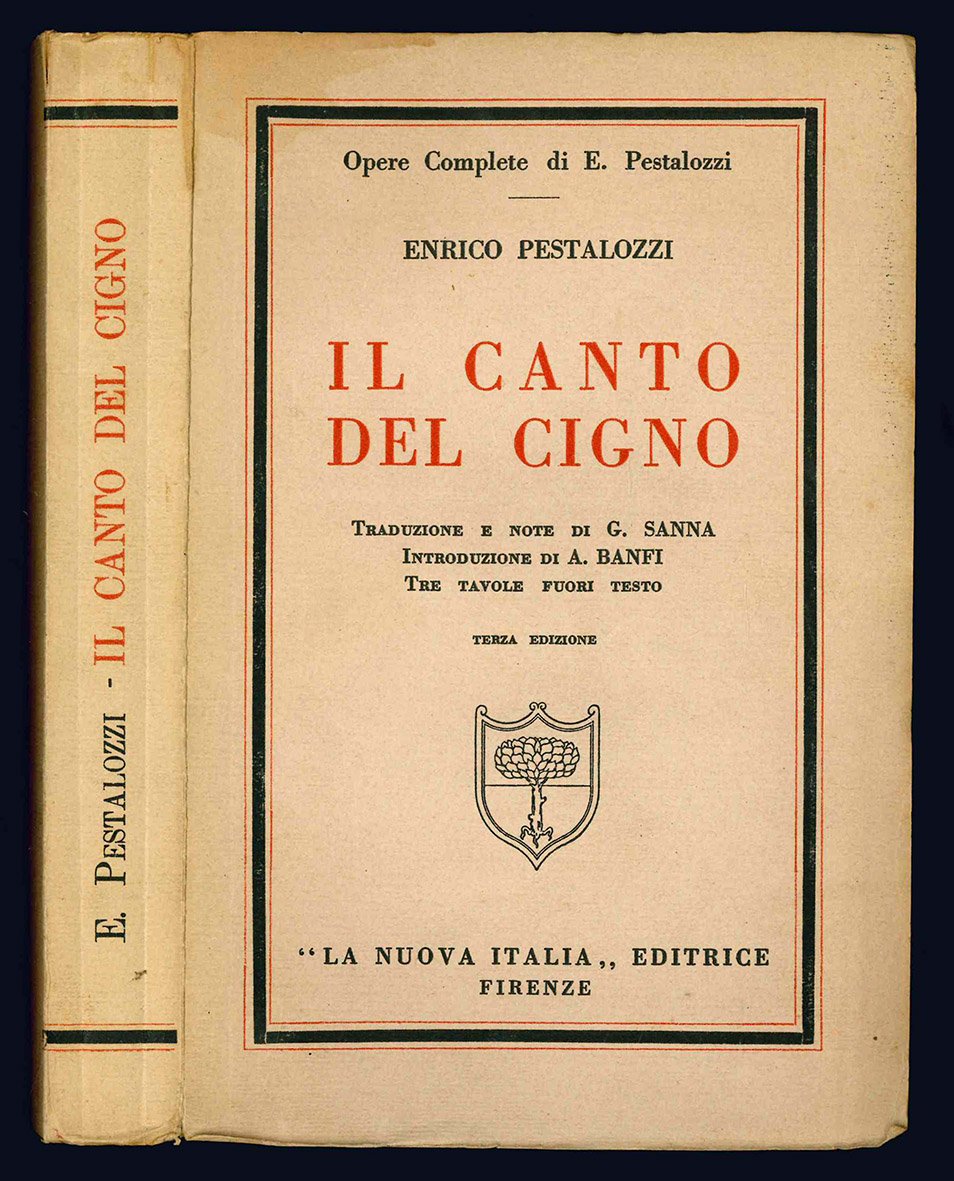 E. PESTALOZZI - IL CANTO DEL CIGNO
Opere Complete di E. Pestalozzi
ENRICO PESTALOZZI
IL CANTO
DEL CIGNO
TRADUZIONE E NOTE DI G. SANNA
INTRODUZIONE DI A. BANFI
TRE TAVOLE FUORI TESTO
TERZA EDIZIONE
“LA NUOVA ITALIA„ EDITRICE
FIRENZE